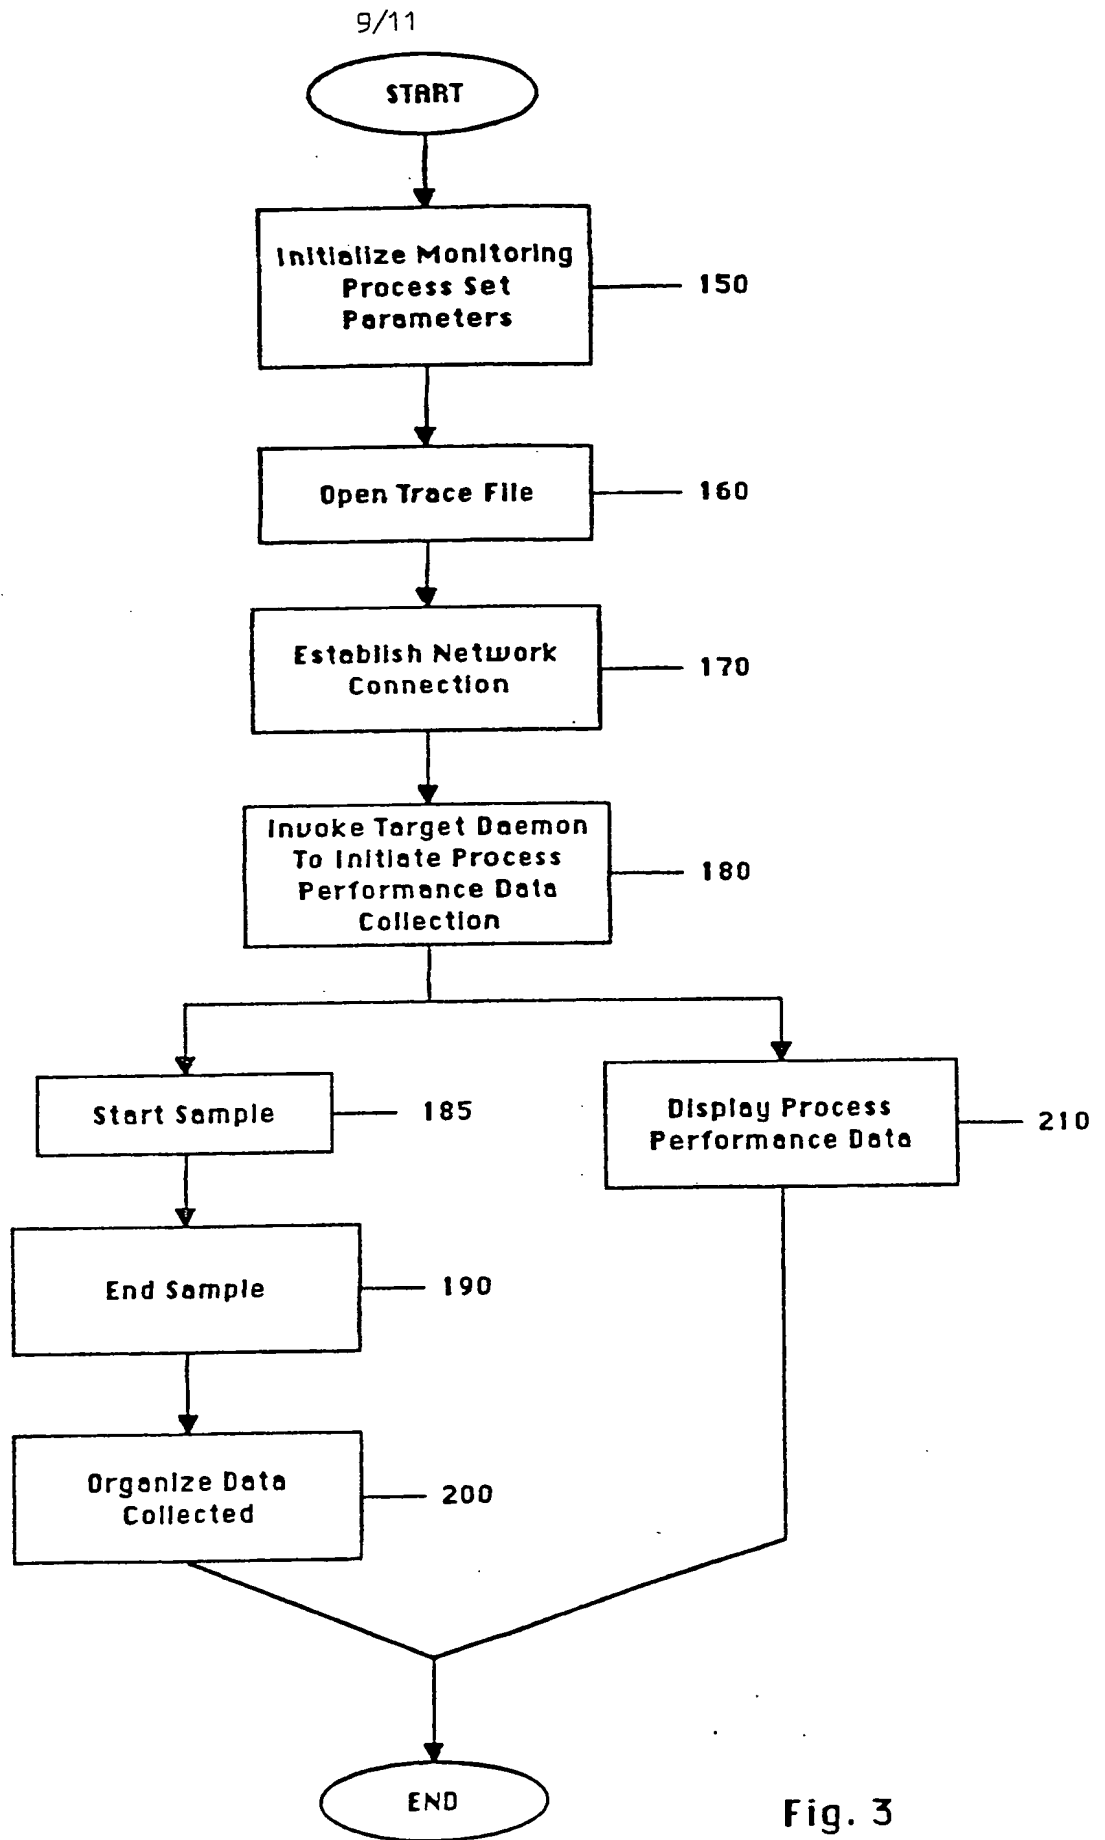 9/11
START
Initialize Monitoring
Process Set
Parameters
150
Open Trace File
160
Establish Network
Connection
170
Invoke Target Daemon
To Initiate Process
Performance Data
Collection
180
Start Sample
185
Display Process
Performance Data
210
End Sample
190
Organize Data
Collected
200
END
Fig. 3